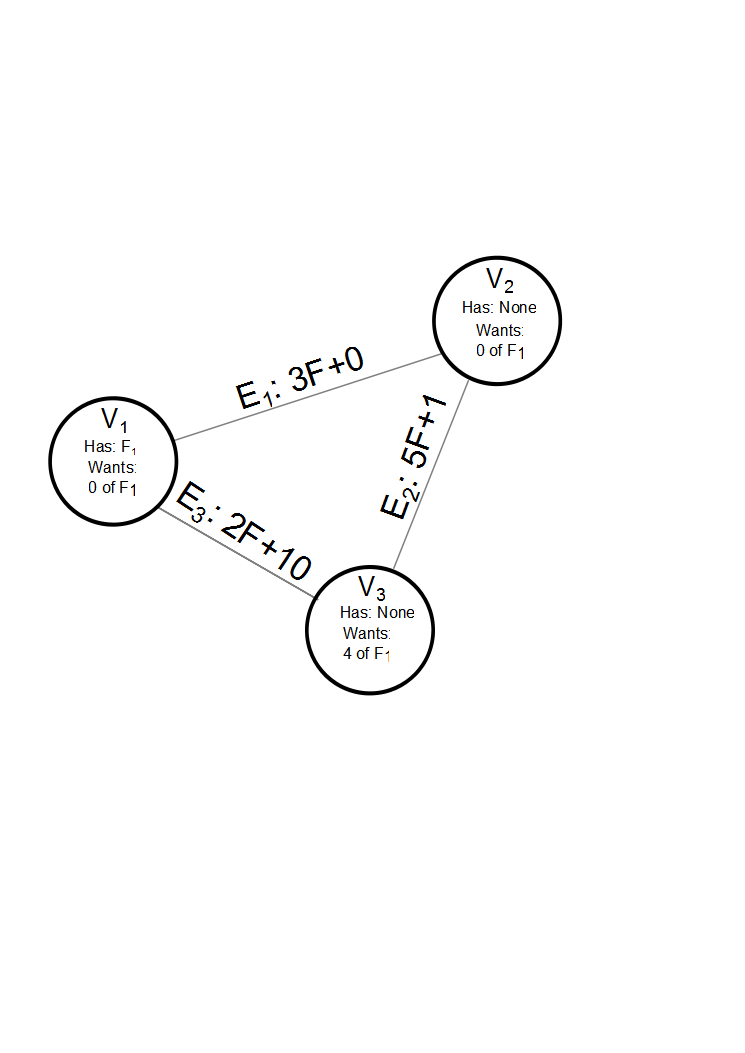 V2
Has: None
Wants:
0 of F1
E1: 3F+0
V1
Has: F1
Wants:
0 of F1
E2: 5F+1
E3: 2F+10
V3
Has: None
Wants:
4 of F1